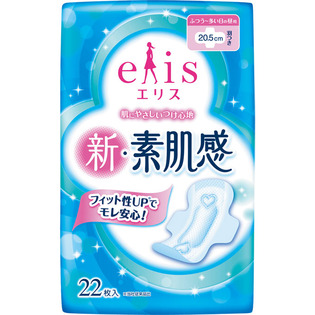 ふつう〜多い日の昼用
20.5cm
羽つき
elis
エリス
肌にやさしいつけ心地
新・素肌感
フィット性UPで
モレ安心!
22枚入